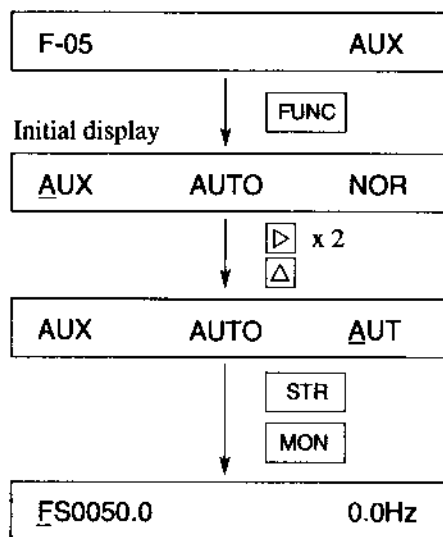 F-05 AUX
FUNC
Initial display
AUX AUTO NOR
▷ x 2
△
AUX AUTO AUT
STR
MON
FS0050.0 0.0Hz